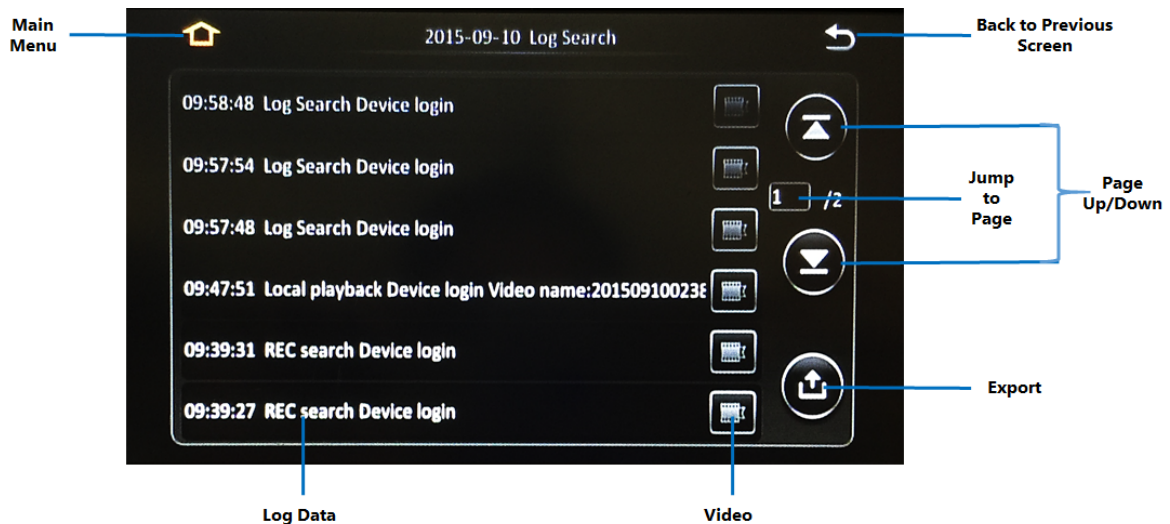 Main
Menu
2015-09-10 Log Search
Back to Previous
Screen
09:58:48 Log Search Device login
09:57:54 Log Search Device login
Jump
to
Page
1 /2
Page
Up/Down
09:57:48 Log Search Device login
09:47:51 Local playback Device login Video name:20150910023
09:39:31 REC search Device login
Export
09:39:27 REC search Device login
Log Data
Video